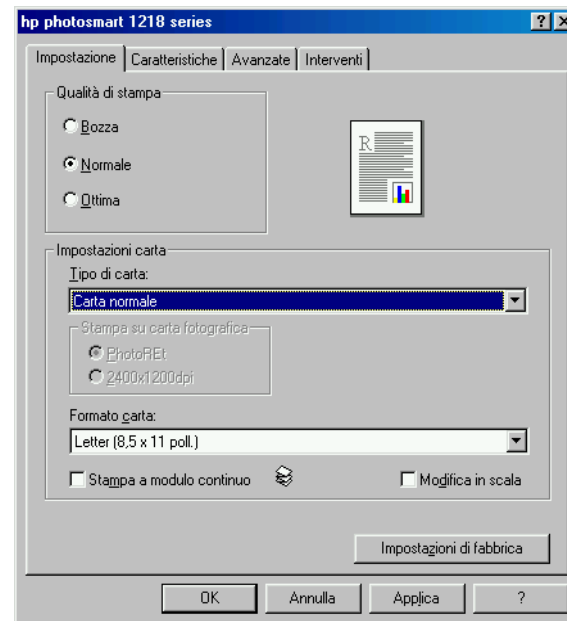 hp photosmart 1218 series
Impostazione Caratteristiche Avanzate Interventi
Qualità di stampa
Bozza
Normale
Ottima
R
Impostazioni carta
Tipo di carta:
Carta normale
Stampa su carta fotografica
PhotoREt
2400x1200dpi
Formato carta:
Letter (8,5 x 11 poll.)
Stampa a modulo continuo Modifica in scala
Impostazioni di fabbrica
OK Annulla Applica ?